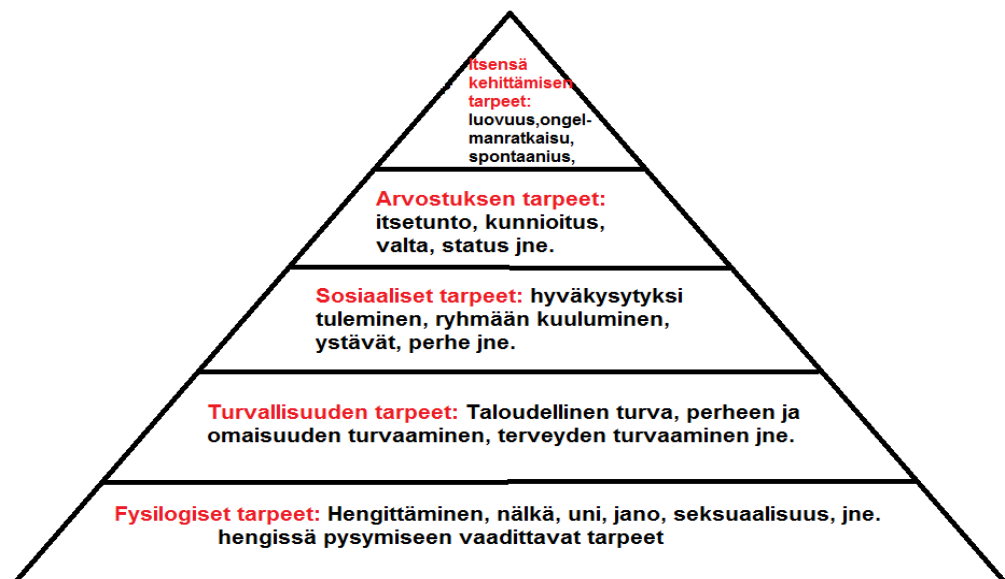 Itsensä
kehittämisen
tarpeet:
luovuus,ongel-
manratkaisu,
spontaanius,
Arvostuksen tarpeet:
itsetunto, kunnioitus,
valta, status jne.
Sosiaaliset tarpeet: hyväkysytyksi
tuleminen, ryhmään kuuluminen,
ystävät, perhe jne.
Turvallisuuden tarpeet: Taloudellinen turva, perheen ja
omaisuuden turvaaminen, terveyden turvaaminen jne.
Fysilogiset tarpeet: Hengittäminen, nälkä, uni, jano, seksuaalisuus, jne.
hengissä pysymiseen vaadittavat tarpeet